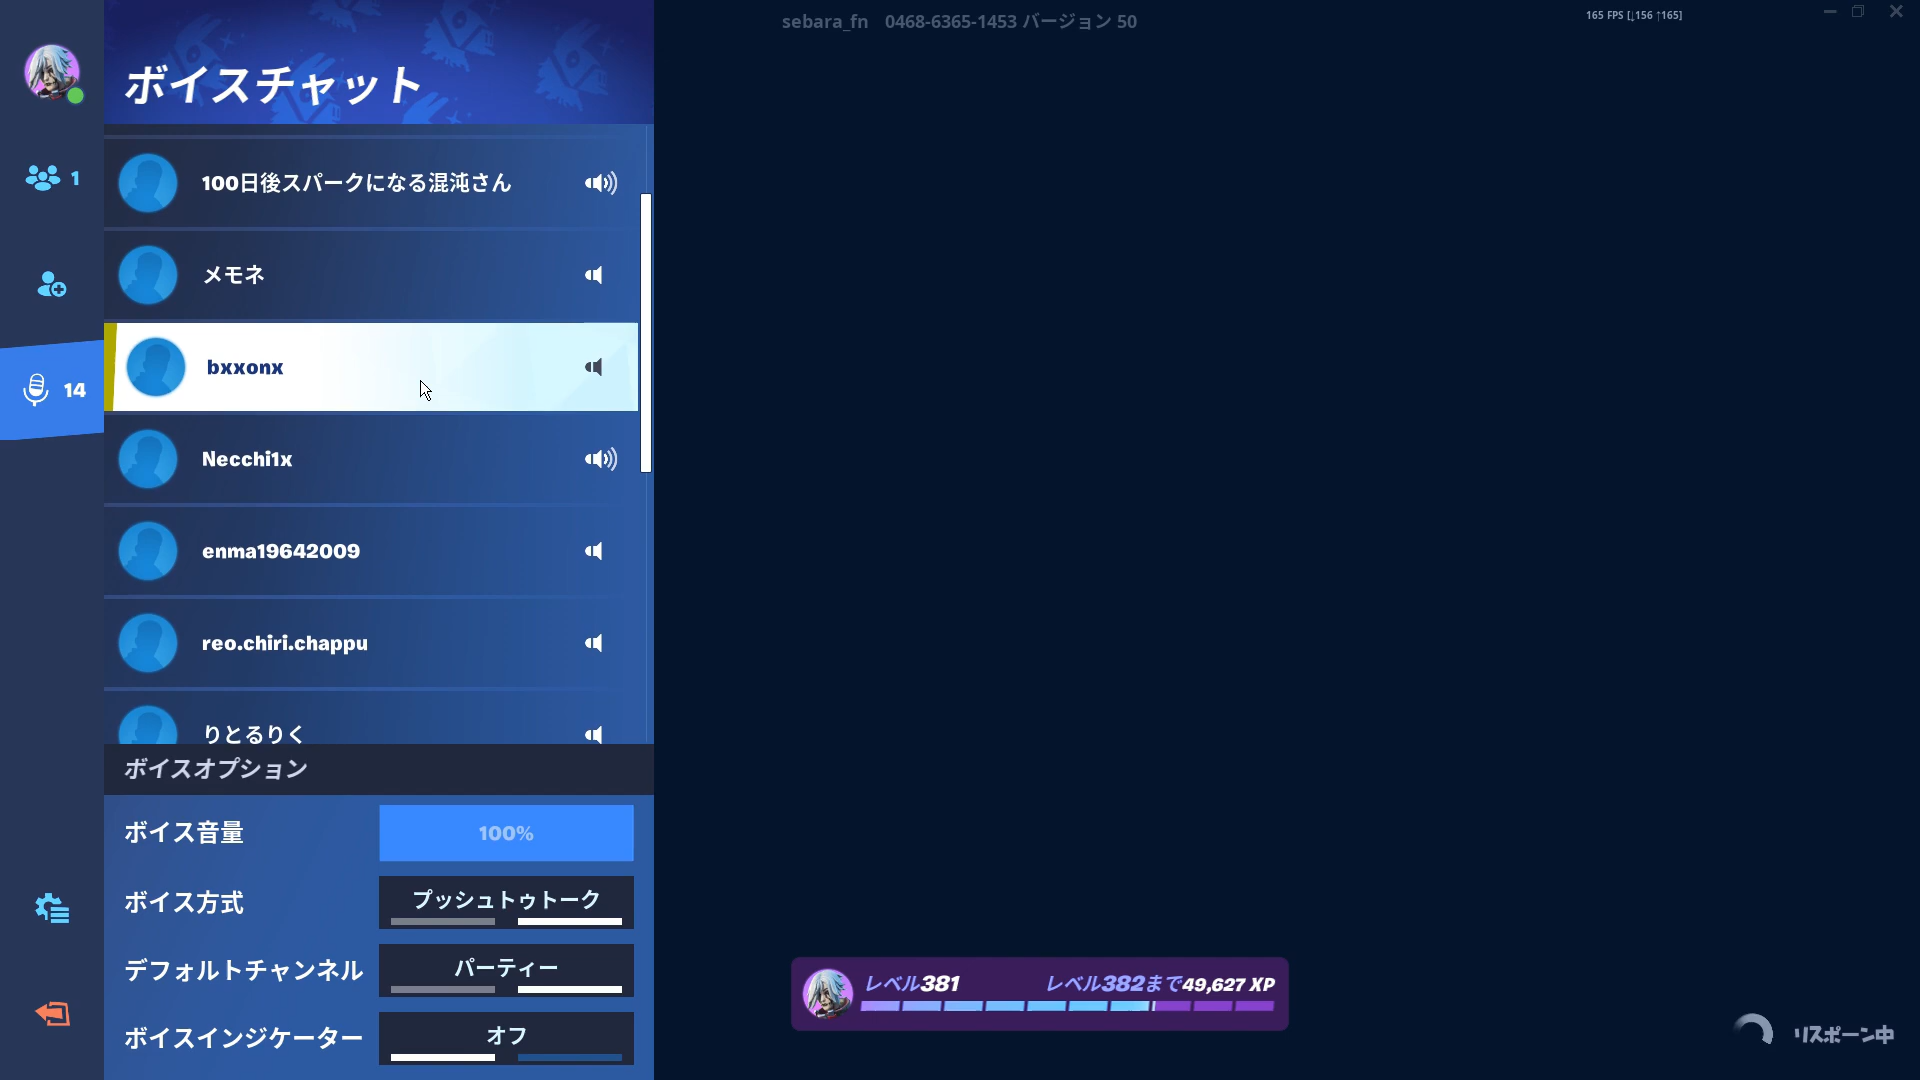 sebara_fn 0468-6365-1453 バージョン 50
165 FPS [↓156 ↑165]
ボイスチャット
1
14
100日後スパークになる混沌さん
メモネ
bxxonx
Necchi1x
enma19642009
reo.chiri.chappu
りとるりく
ボイスオプション
ボイス音量
100%
ボイス方式
プッシュトゥトーク
デフォルトチャンネル
パーティー
ボイスインジケーター
オフ
レベル381
レベル382まで49,627 XP
リスポーン中